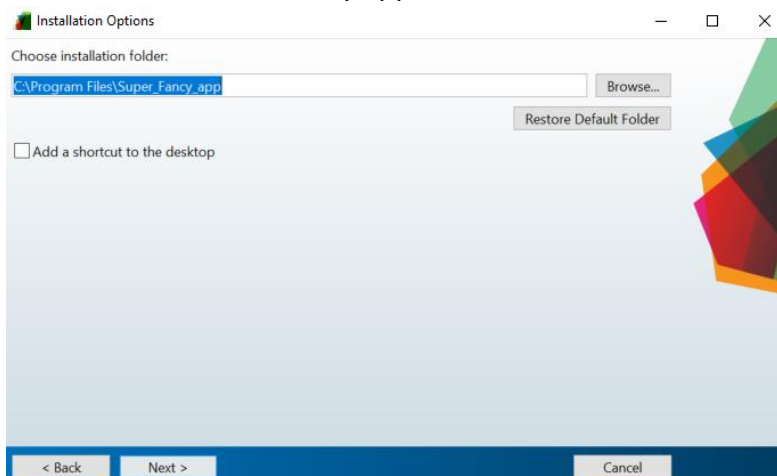 Installation Options
Choose installation folder:
C:\Program Files\Super_Fancy_app
Browse...
Restore Default Folder
Add a shortcut to the desktop
< Back
Next >
Cancel